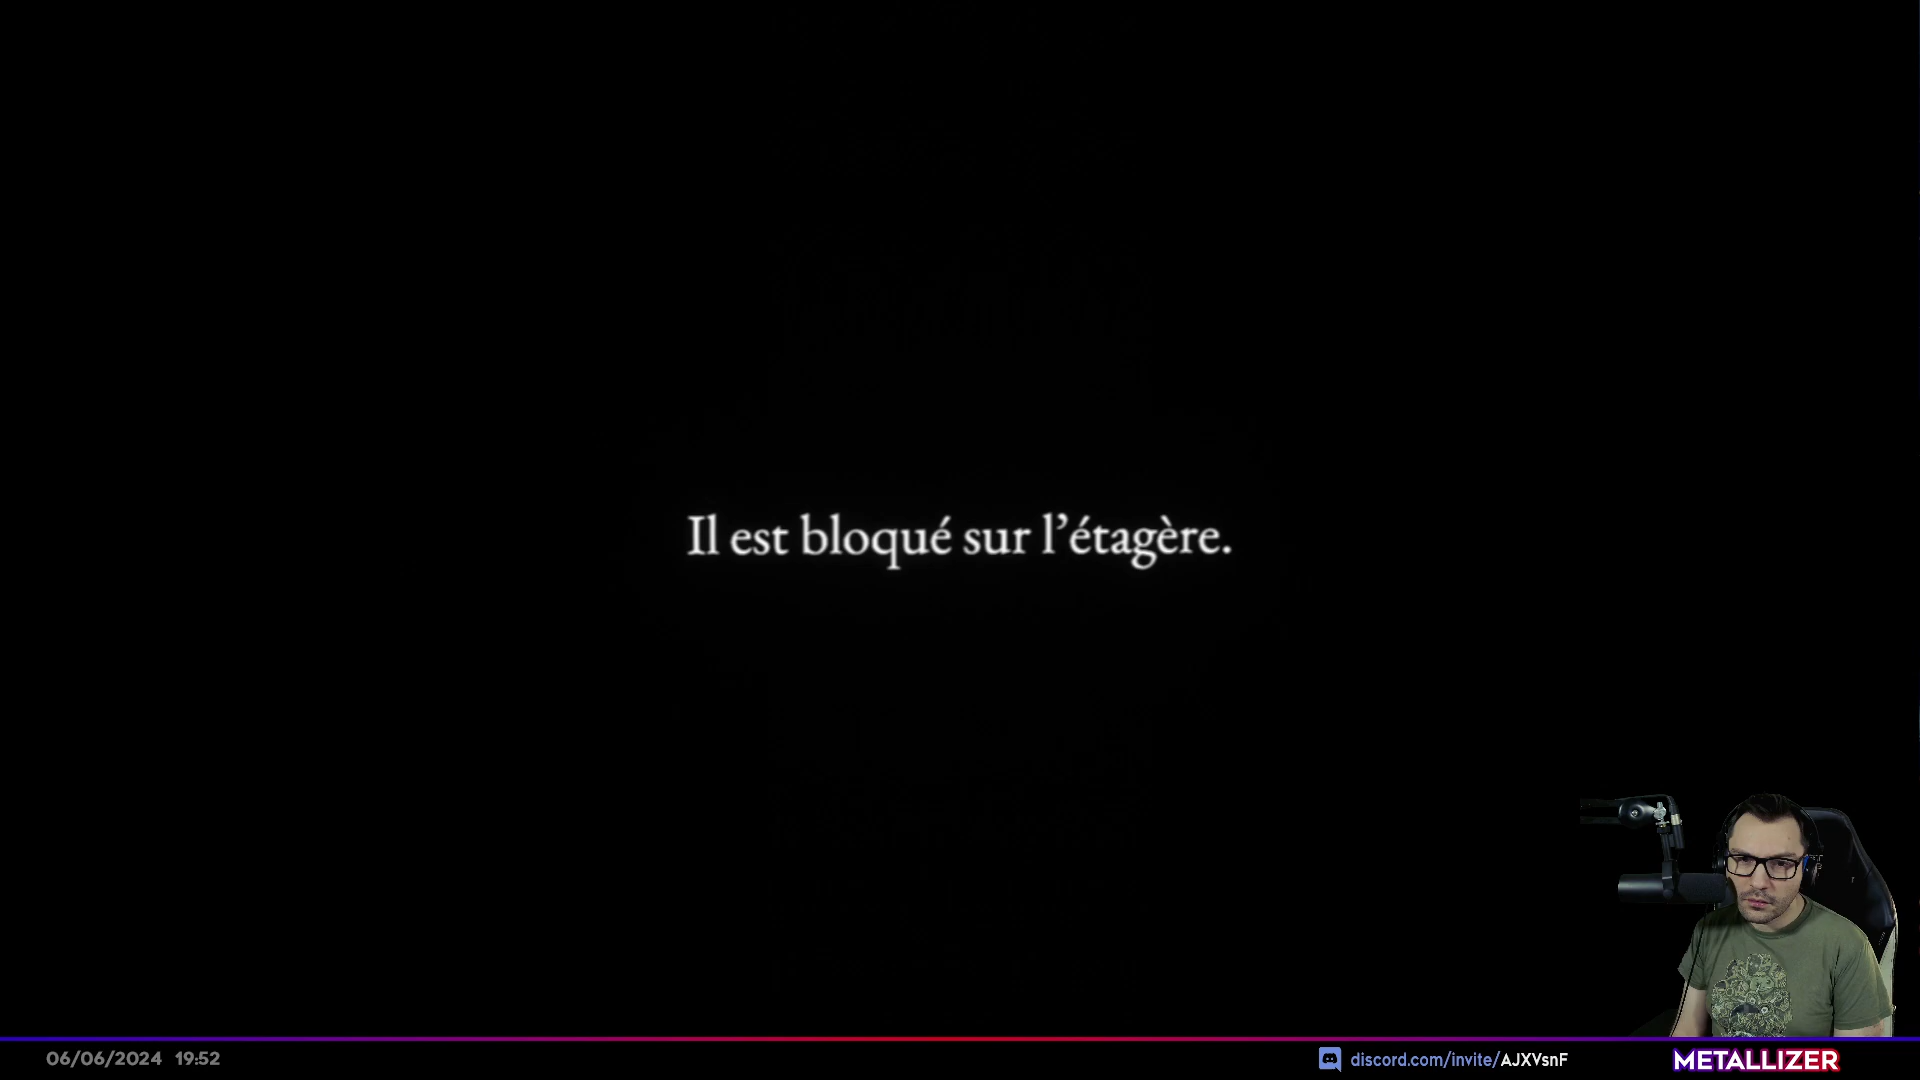 Il est bloqué sur l’étagère.
06/06/2024 19:52
discord.com/invite/AJXVsnF
METALLIZER